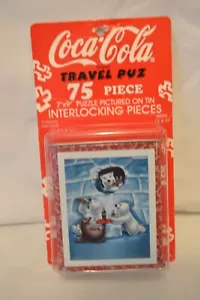 Coca-Cola
TRAVEL PUZ
75 PIECE
7"x9" PUZZLE PICTURED ON TIN
INTERLOCKING PIECES